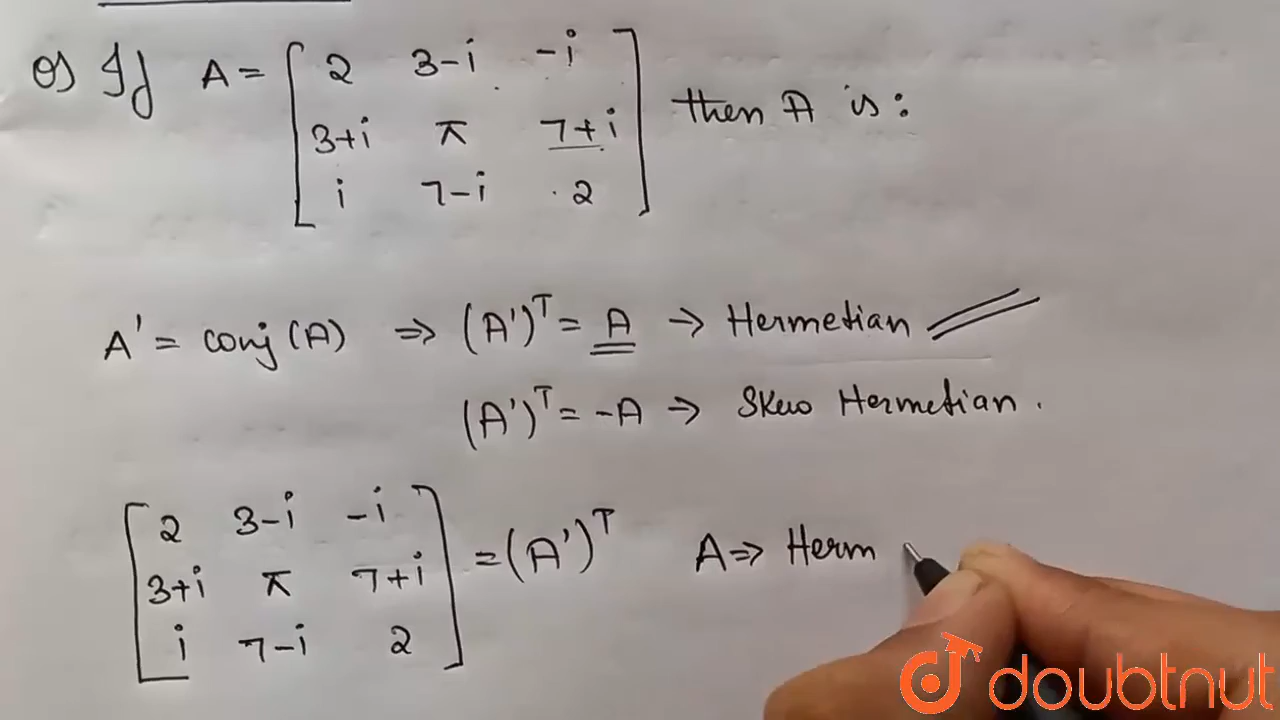 Q) If A = [ 2 3-i -i
3+i π 7+i
i 7-i 2 ] then A is:
A' = conj (A) ⇒ (A')ᵀ = A → Hermetian
(A')ᵀ = -A → Skew Hermetian.
[ 2 3-i -i
3+i π 7+i
i 7-i 2 ] = (A')ᵀ A ⇒ Herm
doubtnut